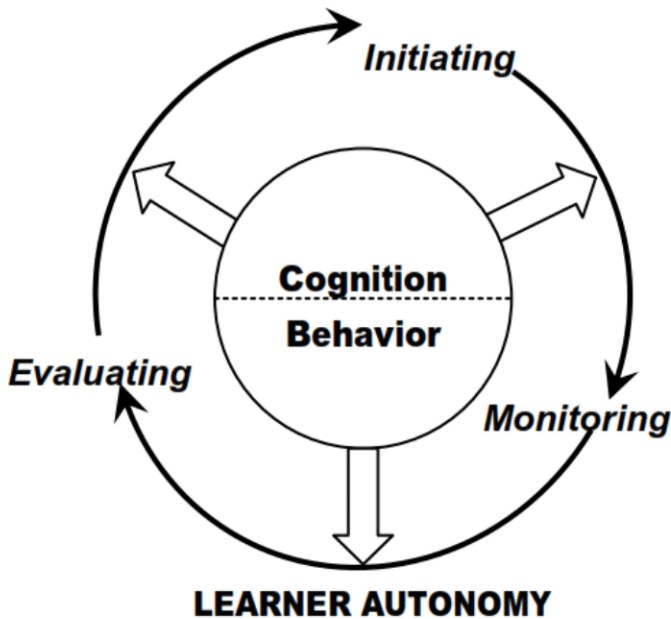 Initiating
Cognition
Behavior
Evaluating
Monitoring
LEARNER AUTONOMY